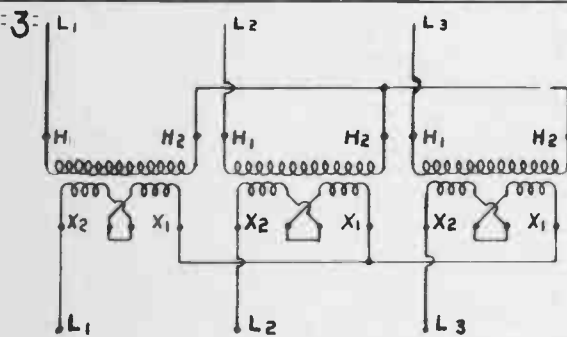 =3= L1 L2 L3
H1 H2 H1 H2 H1 H2
X2 X1 X2 X1 X2 X1
L1 L2 L3